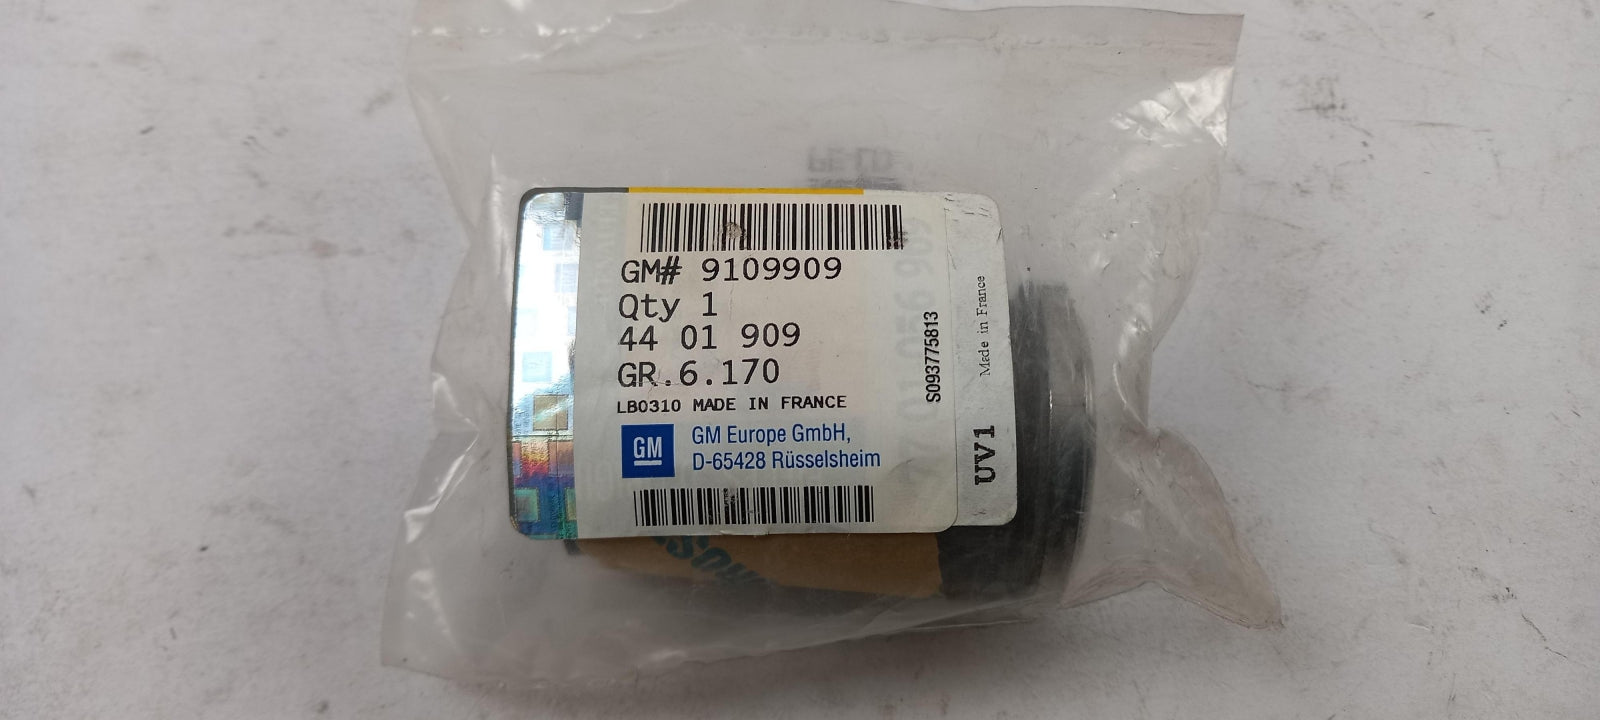 GM# 9109909
Qty 1
44 01 909
GR.6.170
LB0310 MADE IN FRANCE
GM
GM Europe GmbH,
D-65428 Rüsselsheim
S093775813
Made in France
UV1